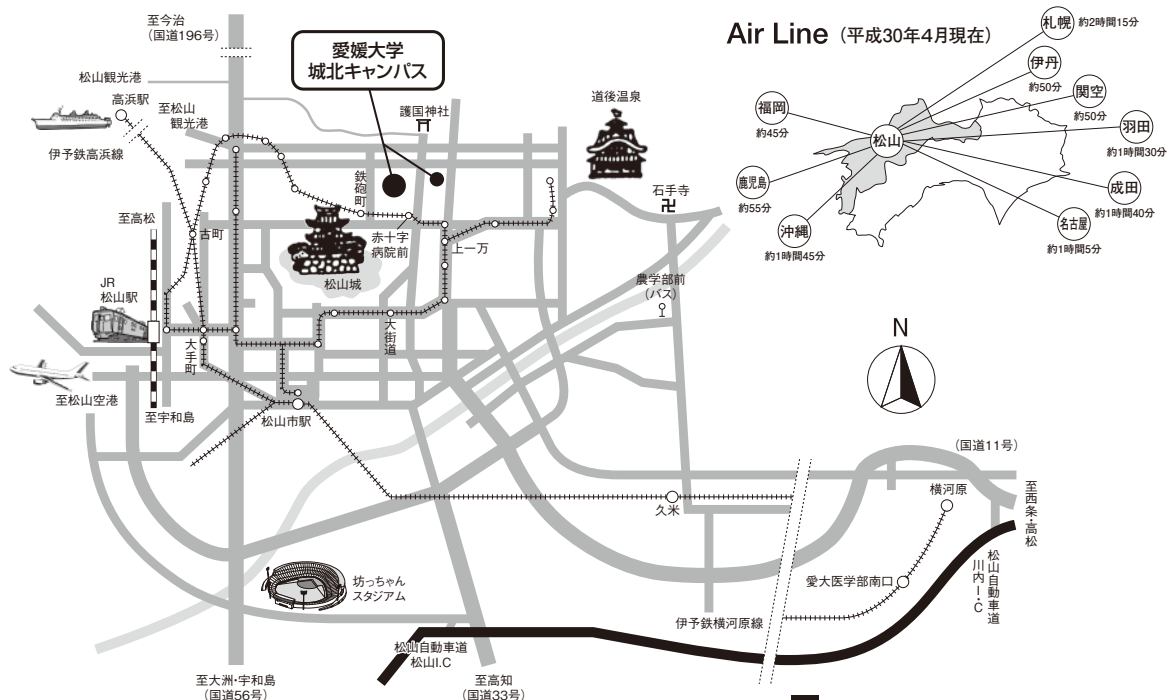 至今治
(国道196号)
愛媛大学
城北キャンパス
松山観光港
高浜駅
至松山
観光港
伊予鉄高浜線
護国神社
道後温泉
鉄砲町
石手寺
至高松
古町
赤十字
病院前
上一万
松山城
農学部前
(バス)
JR
松山駅
大手町
大街道
至松山空港
至宇和島
松山市駅
久米
(国道11号)
横河原
至西条・高松
愛大医学部南口
松山自動車道
川内I・C
坊っちゃん
スタジアム
伊予鉄横河原線
松山自動車道
松山I.C
至大洲・宇和島
(国道56号)
至高知
(国道33号)
Air Line (平成30年4月現在)
札幌 約2時間15分
伊丹
約50分
関空
約50分
福岡
約45分
羽田
約1時間30分
松山
鹿児島
約55分
成田
約1時間40分
沖縄
約1時間45分
名古屋
約1時間5分
N